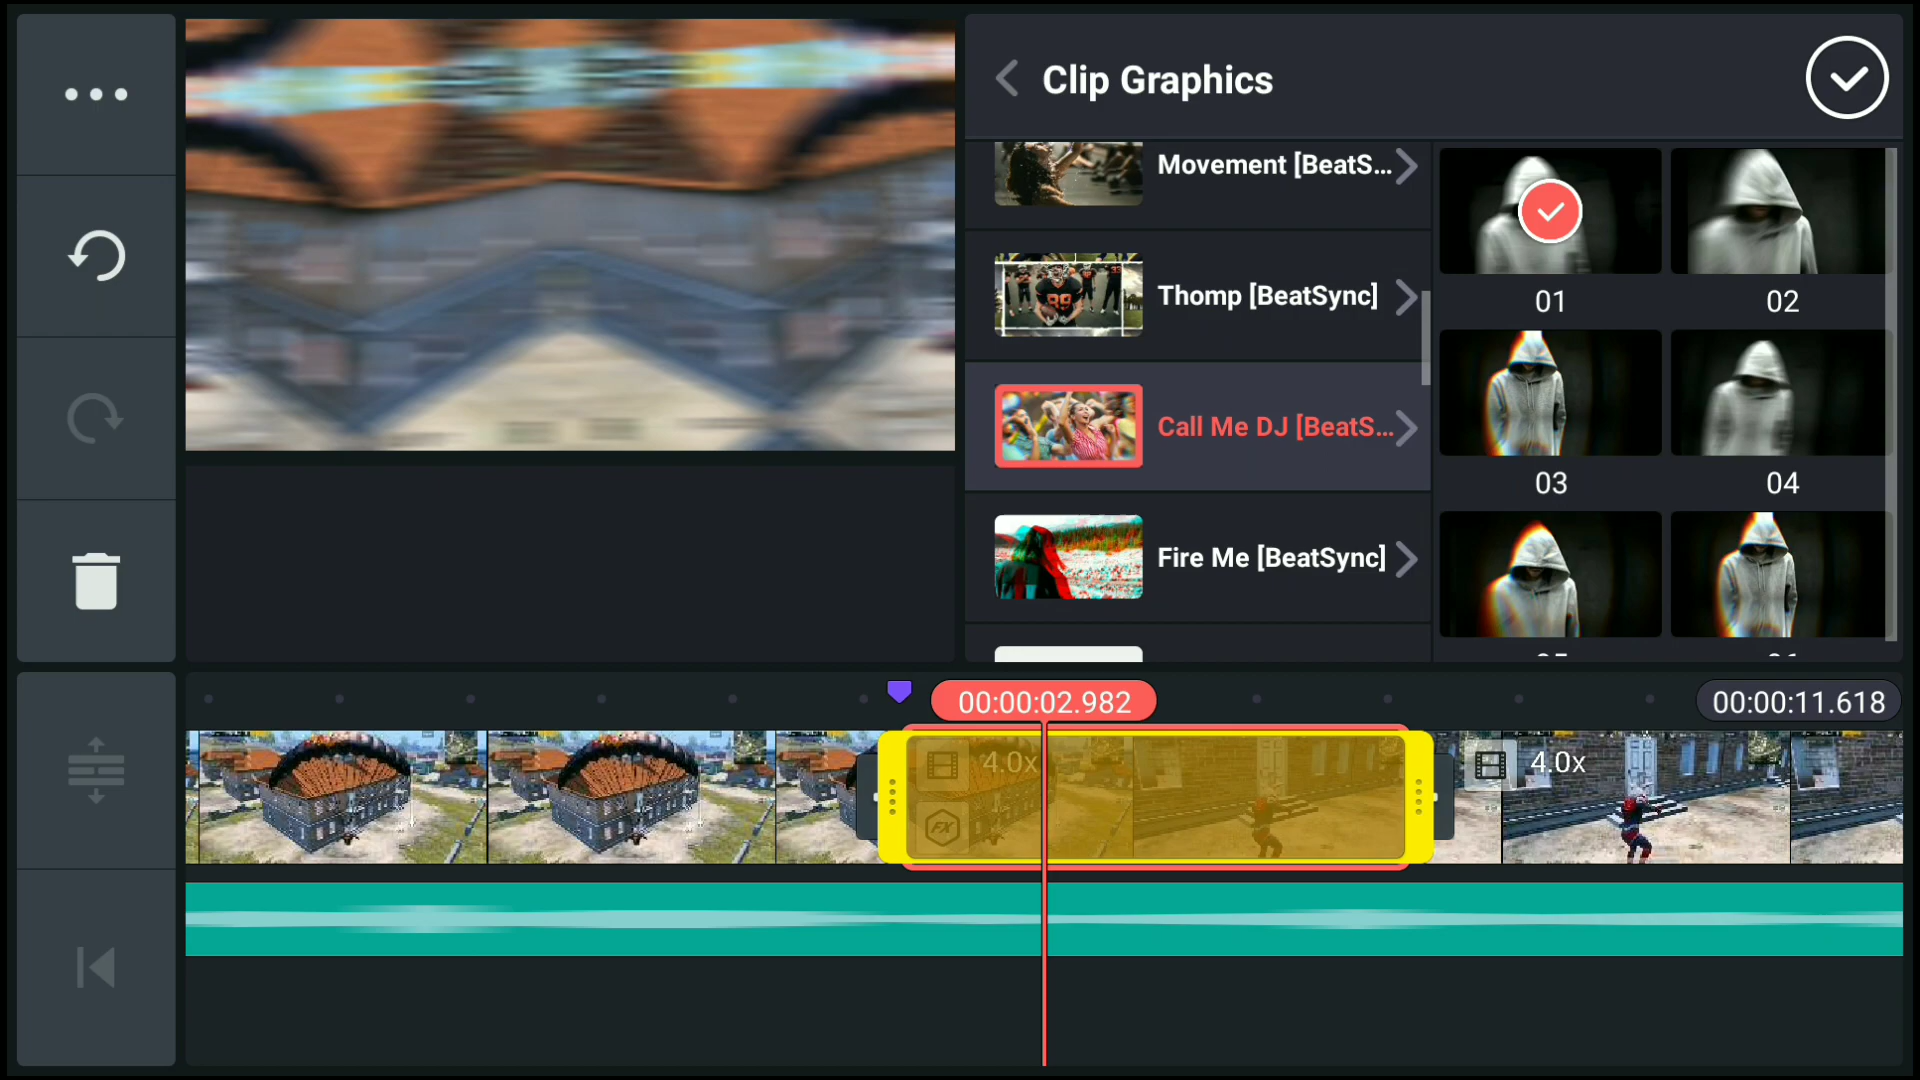 Clip Graphics
Movement [BeatS...
Thomp [BeatSync]
Call Me DJ [BeatS...
Fire Me [BeatSync]
01
02
03
04
00:00:02.982
00:00:11.618
4.0x
4.0x
FX